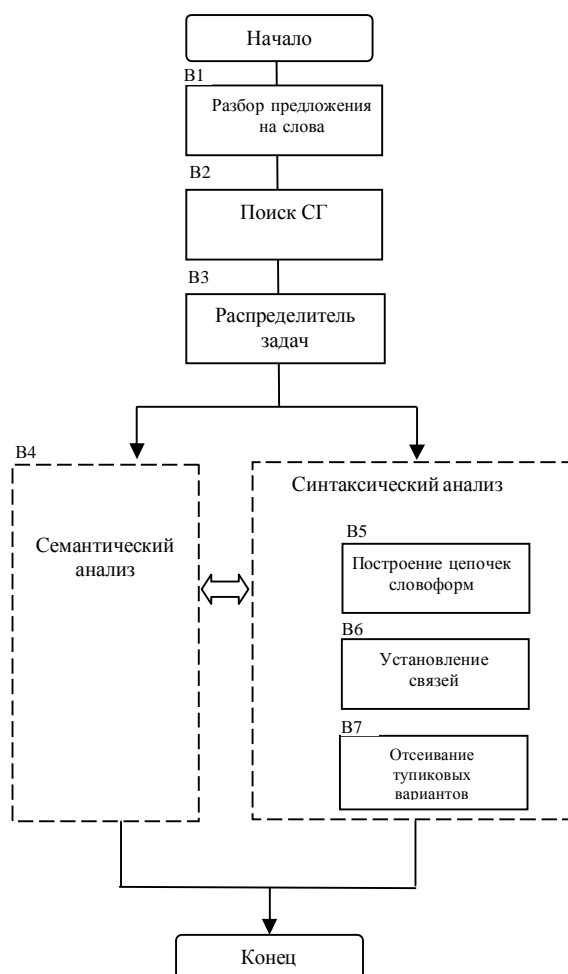 Начало
B1
Разбор предложения
на слова
B2
Поиск СГ
B3
Распределитель
задач
B4
Семантический
анализ
Синтаксический анализ
B5
Построение цепочек
словоформ
B6
Установление
связей
B7
Отсеивание
тупиковых
вариантов
Конец